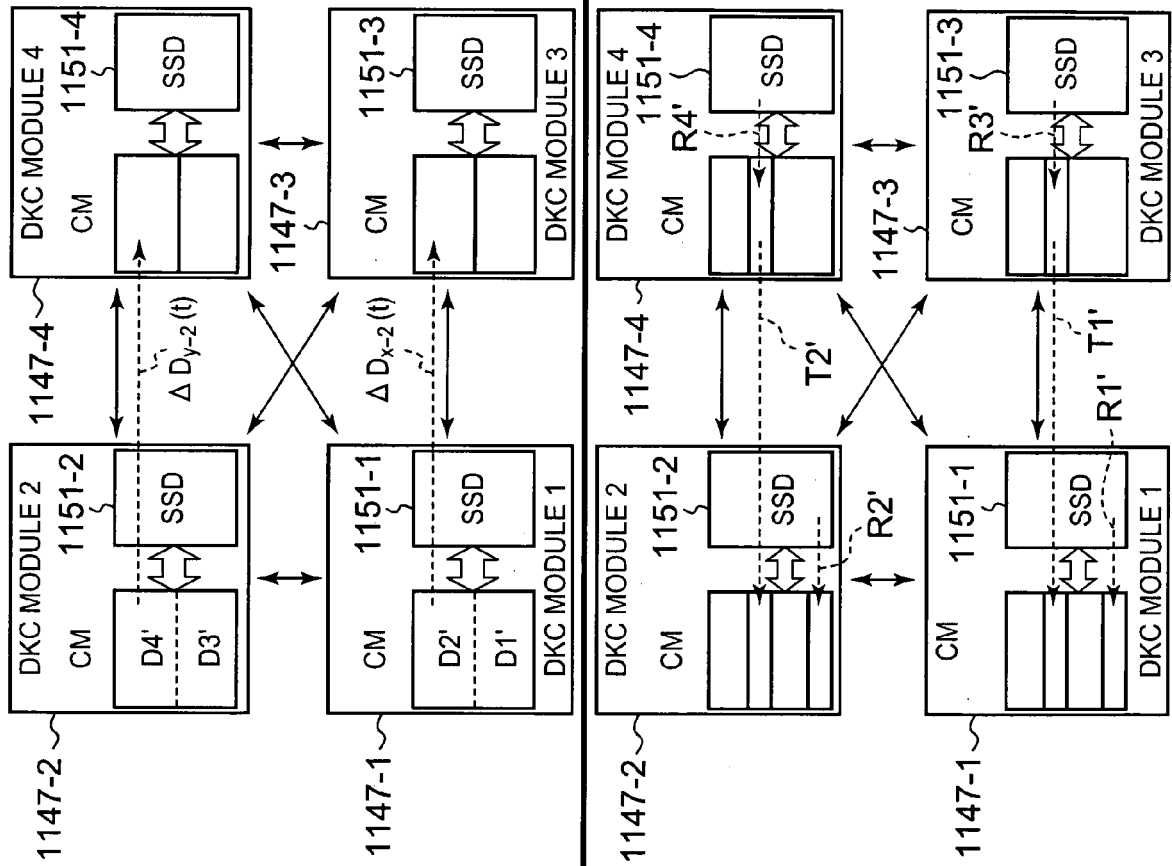 DKC MODULE 2
1151-2
CM
SSD
D4'
D3'
1147-2
DKC MODULE 4
1151-4
CM
SSD
1147-4
Δ Dy-2 (t)
CM
1151-1
SSD
D2'
D1'
DKC MODULE 1
1147-1
1147-3
CM
1151-3
SSD
DKC MODULE 3
Δ Dx-2 (t)
DKC MODULE 2
1151-2
CM
SSD
R2'
1147-2
DKC MODULE 4
1151-4
CM
SSD
R4'
1147-4
T2'
CM
1151-1
SSD
DKC MODULE 1
1147-1
R1'
T1'
1147-3
CM
1151-3
SSD
R3'
DKC MODULE 3